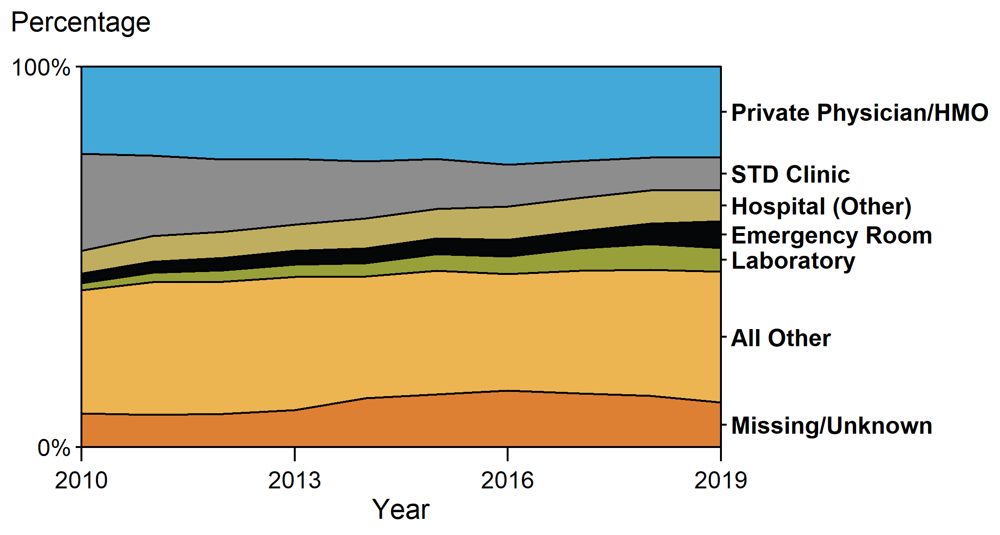 Percentage
100%
Private Physician/HMO
STD Clinic
Hospital (Other)
Emergency Room
Laboratory
All Other
Missing/Unknown
0%
2010 2013 2016 2019
Year